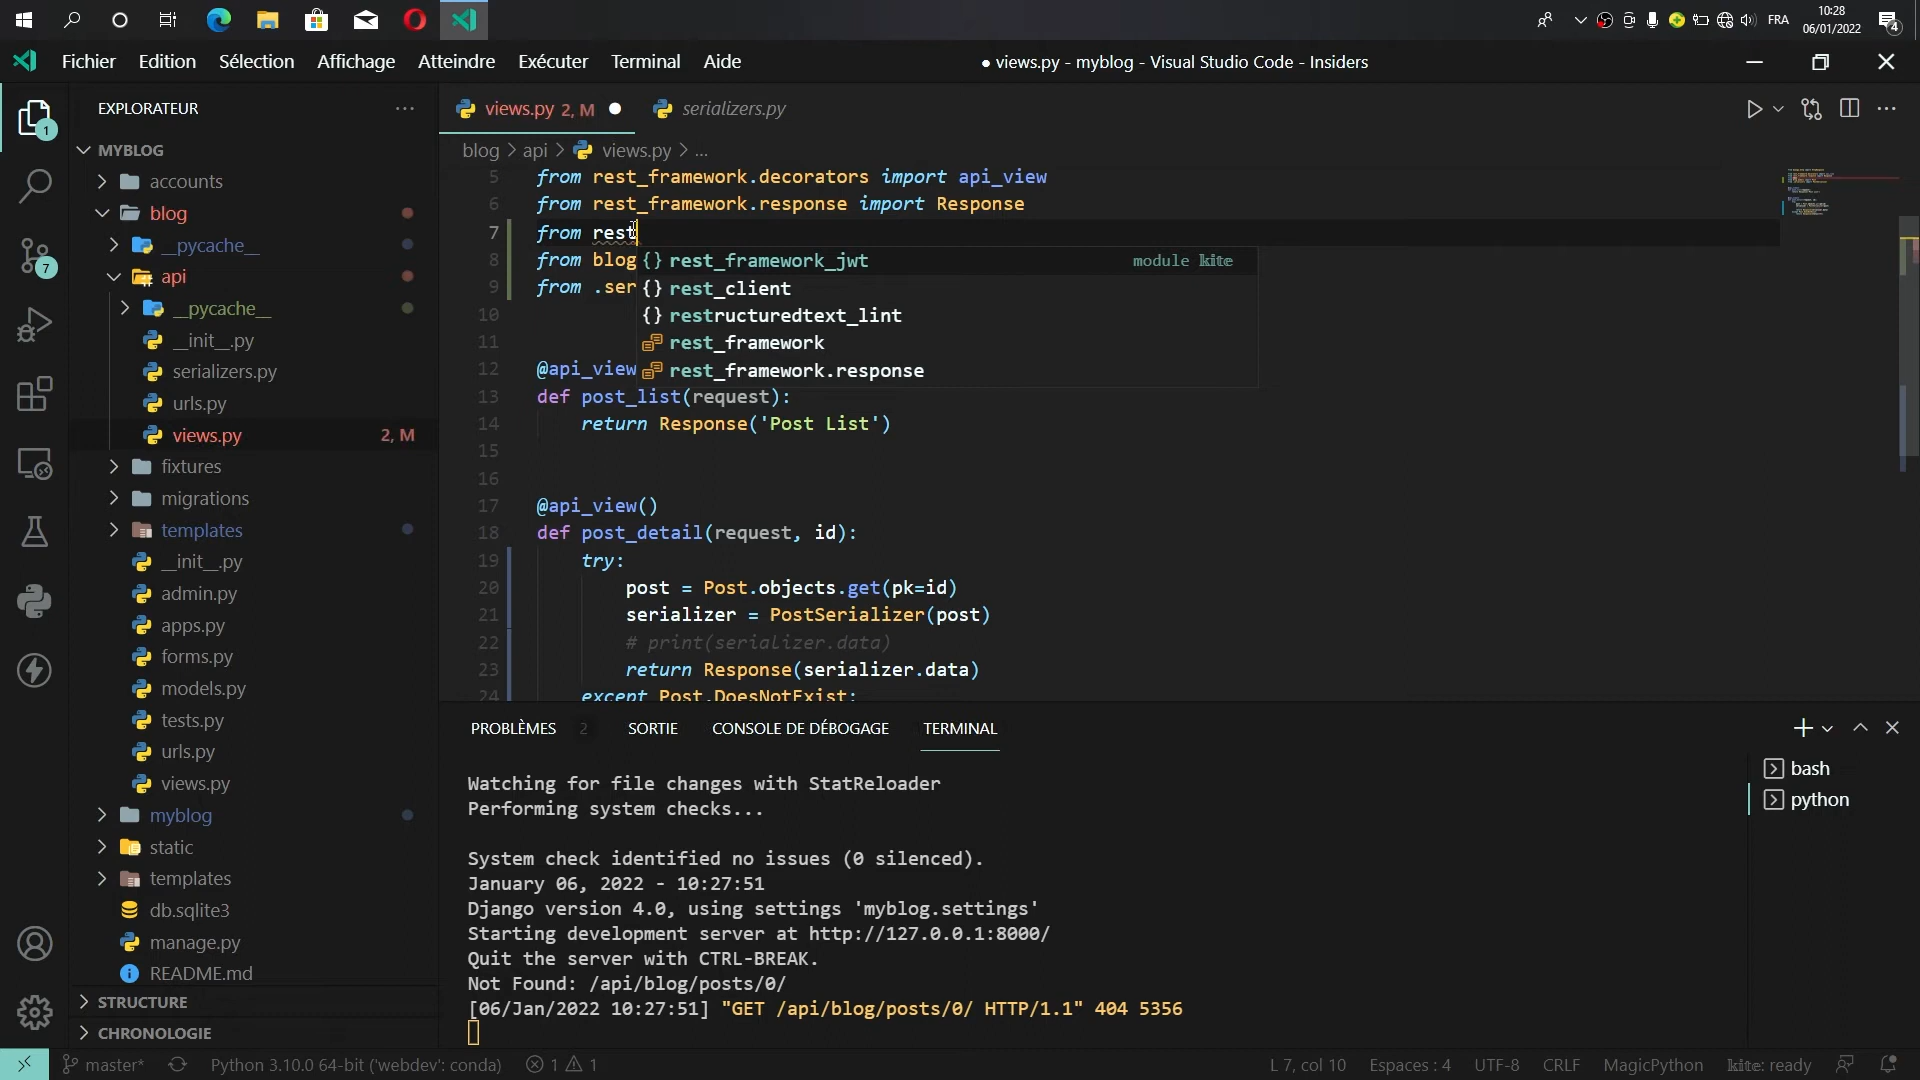 FRA
10:28
06/01/2022
4
Fichier Edition Sélection Affichage Atteindre Exécuter Terminal Aide
● views.py - myblog - Visual Studio Code - Insiders
EXPLORATEUR
views.py 2, M
serializers.py
1
MYBLOG
blog > api > views.py > ...
accounts
blog
__pycache__
api
__pycache__
__init__.py
serializers.py
urls.py
views.py 2, M
fixtures
migrations
templates
__init__.py
admin.py
apps.py
forms.py
models.py
tests.py
urls.py
views.py
myblog
static
templates
db.sqlite3
manage.py
README.md
STRUCTURE
CHRONOLOGIE
7
5 from rest_framework.decorators import api_view
6 from rest_framework.response import Response
7 from rest
8 from blog
9 from .ser
10
11
12 @api_view
13 def post_list(request):
14 return Response('Post List')
15
16
17 @api_view()
18 def post_detail(request, id):
19 try:
20 post = Post.objects.get(pk=id)
21 serializer = PostSerializer(post)
22 # print(serializer.data)
23 return Response(serializer.data)
24 except Post.DoesNotExist:
{} rest_framework_jwt module kite
{} rest_client
{} restructuredtext_lint
rest_framework
rest_framework.response
PROBLÈMES 2 SORTIE CONSOLE DE DÉBOGAGE TERMINAL
Watching for file changes with StatReloader
Performing system checks...
System check identified no issues (0 silenced).
January 06, 2022 - 10:27:51
Django version 4.0, using settings 'myblog.settings'
Starting development server at http://127.0.0.1:8000/
Quit the server with CTRL-BREAK.
Not Found: /api/blog/posts/0/
[06/Jan/2022 10:27:51] "GET /api/blog/posts/0/ HTTP/1.1" 404 5356
bash
python
master* Python 3.10.0 64-bit ('webdev': conda) 1 1 L 7, col 10 Espaces : 4 UTF-8 CRLF MagicPython kite: ready